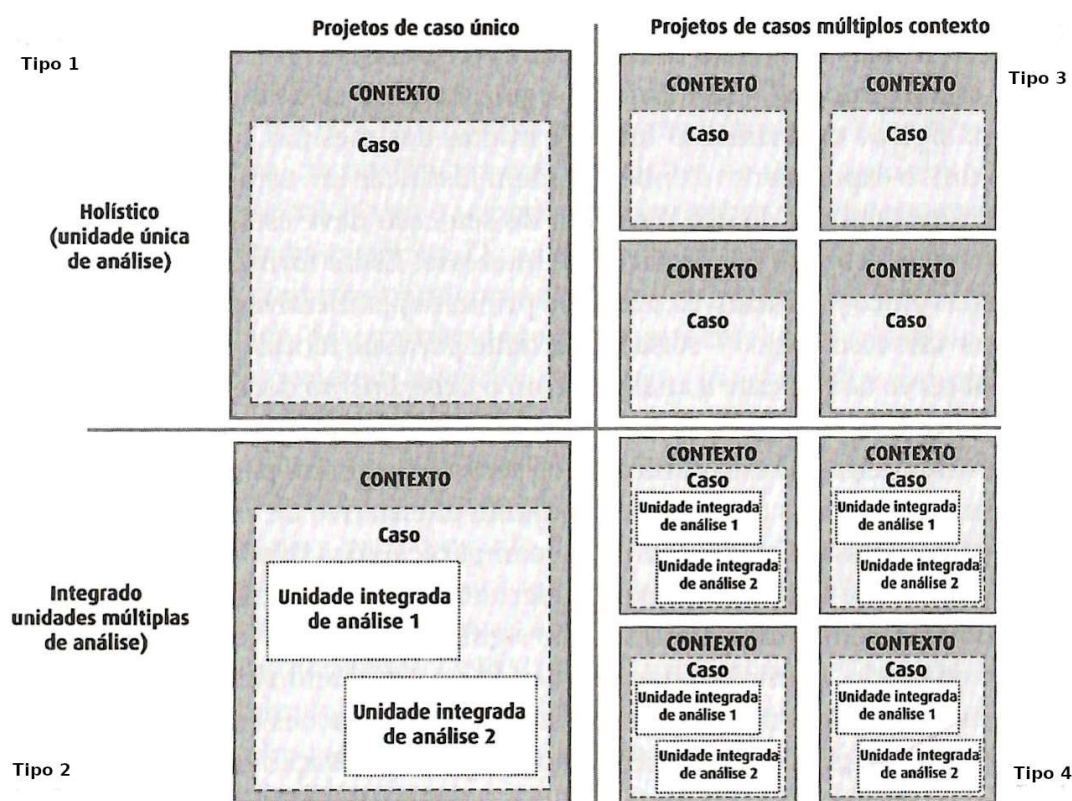 Projetos de caso único
Projetos de casos múltiplos contexto
Tipo 1
Tipo 3
CONTEXTO
Caso
CONTEXTO
Caso
CONTEXTO
Caso
Holístico
(unidade única
de análise)
CONTEXTO
Caso
CONTEXTO
Caso
CONTEXTO
Caso
Unidade integrada
de análise 1
Unidade integrada
de análise 2
CONTEXTO
Caso
Unidade integrada
de análise 1
Unidade integrada
de análise 2
CONTEXTO
Caso
Unidade integrada
de análise 1
Unidade integrada
de análise 2
Integrado
unidades múltiplas
de análise)
CONTEXTO
Caso
Unidade integrada
de análise 1
Unidade integrada
de análise 2
CONTEXTO
Caso
Unidade integrada
de análise 1
Unidade integrada
de análise 2
Tipo 2
Tipo 4